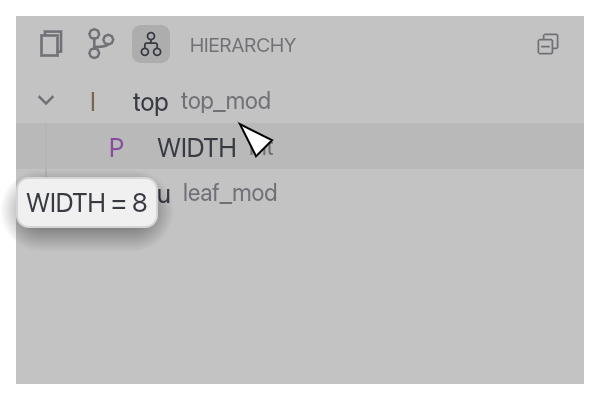 HIERARCHY
I top top_mod
P WIDTH
u leaf_mod
WIDTH = 8